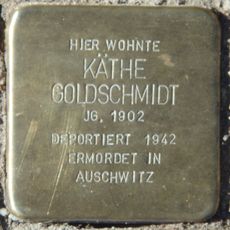 HIER WOHNTE
KÄTHE
GOLDSCHMIDT
JG. 1902
DEPORTIERT 1942
ERMORDET IN
AUSCHWITZ